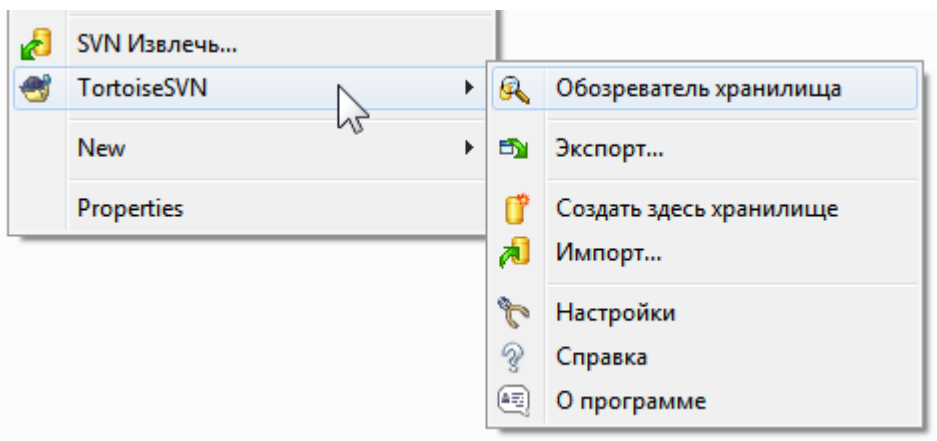 SVN Извлечь...
TortoiseSVN
New
Properties
Обозреватель хранилища
Экспорт...
Создать здесь хранилище
Импорт...
Настройки
Справка
О программе